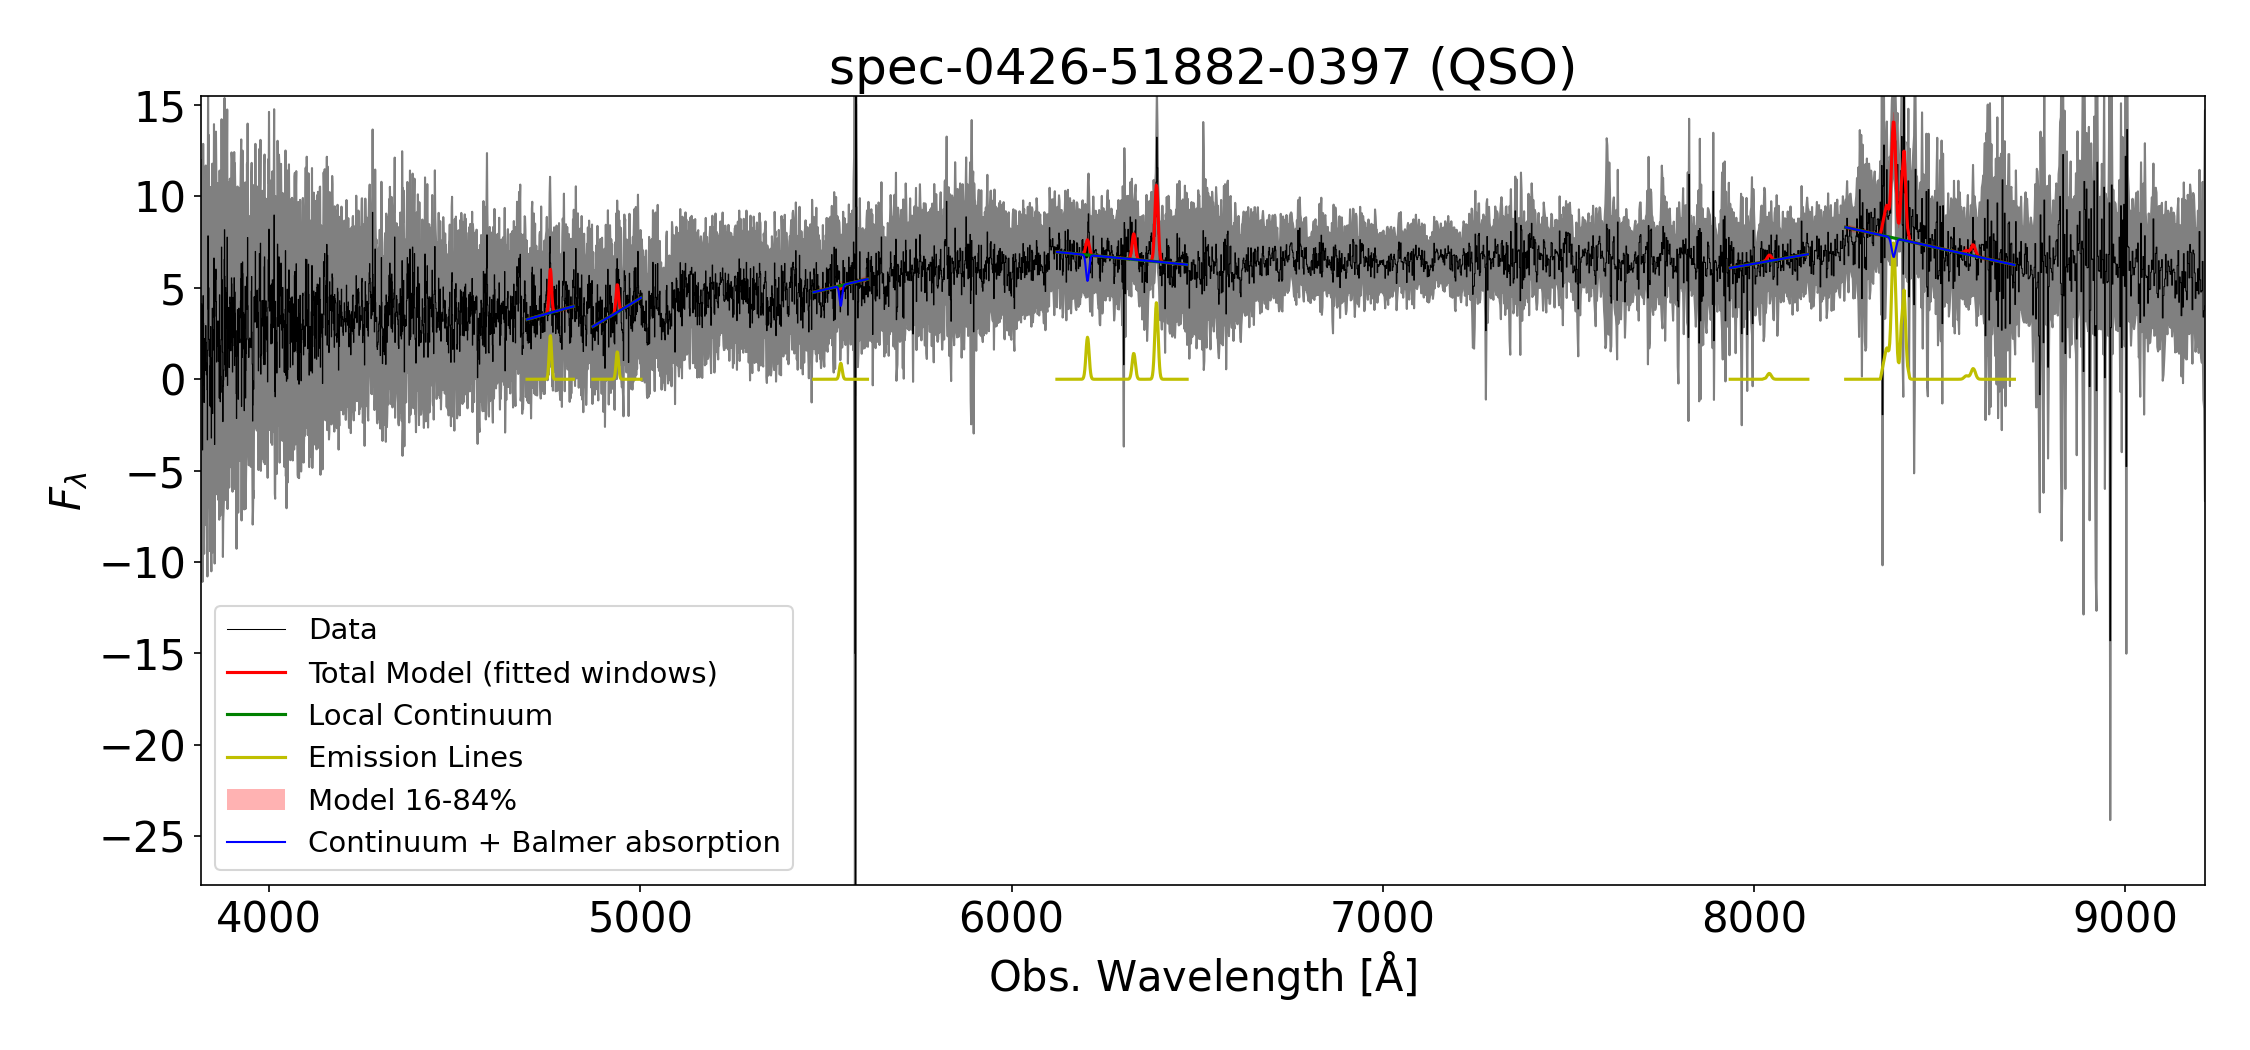 spec-0426-51882-0397 (QSO)
15
10
5
0
−5
−10
−15
−20
−25
Fλ
Data
Total Model (fitted windows)
Local Continuum
Emission Lines
Model 16-84%
Continuum + Balmer absorption
4000 5000 6000 7000 8000 9000
Obs. Wavelength [Å]